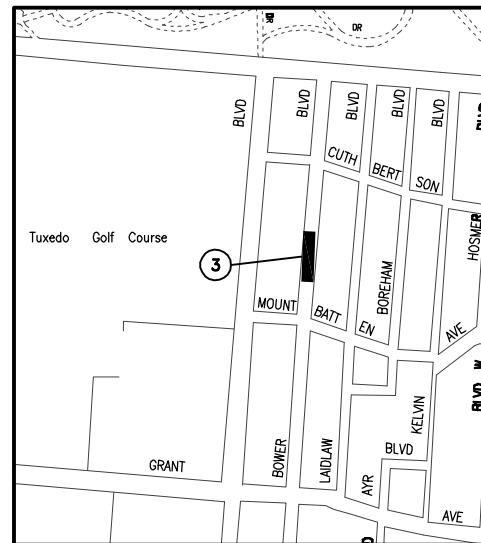 DR
DR
BLVD
BLVD
BLVD
BLVD
BLVD
CUTH BERT SON
HOSMER
Tuxedo Golf Course
3
BOREHAM
MOUNT BATT EN AVE
BLVD W
KELVIN
BLVD
GRANT
BOWER
LAIDLAW
AYR
AVE